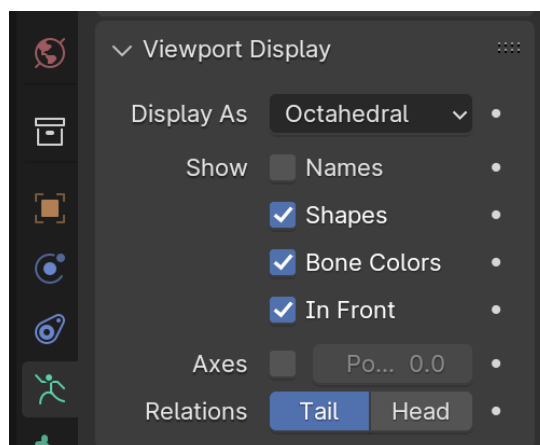 Viewport Display
Display As Octahedral
Show Names
Shapes
Bone Colors
In Front
Axes Po... 0.0
Relations Tail Head